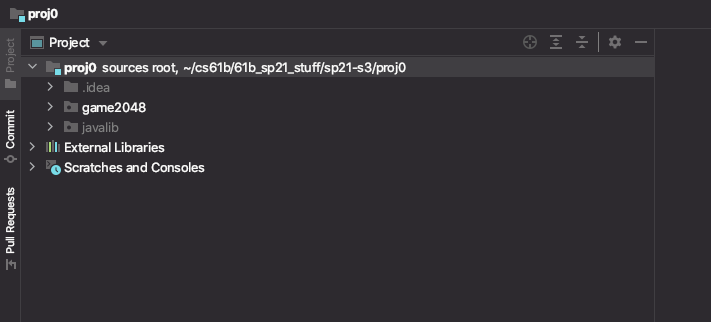 proj0
Project
Project
proj0 sources root, ~/cs61b/61b_sp21_stuff/sp21-s3/proj0
.idea
game2048
javalib
External Libraries
Scratches and Consoles
Commit
Pull Requests